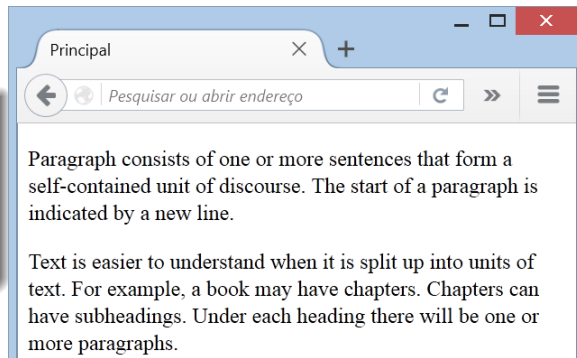 Principal
Pesquisar ou abrir endereço
Paragraph consists of one or more sentences that form a
self-contained unit of discourse. The start of a paragraph is
indicated by a new line.
Text is easier to understand when it is split up into units of
text. For example, a book may have chapters. Chapters can
have subheadings. Under each heading there will be one or
more paragraphs.